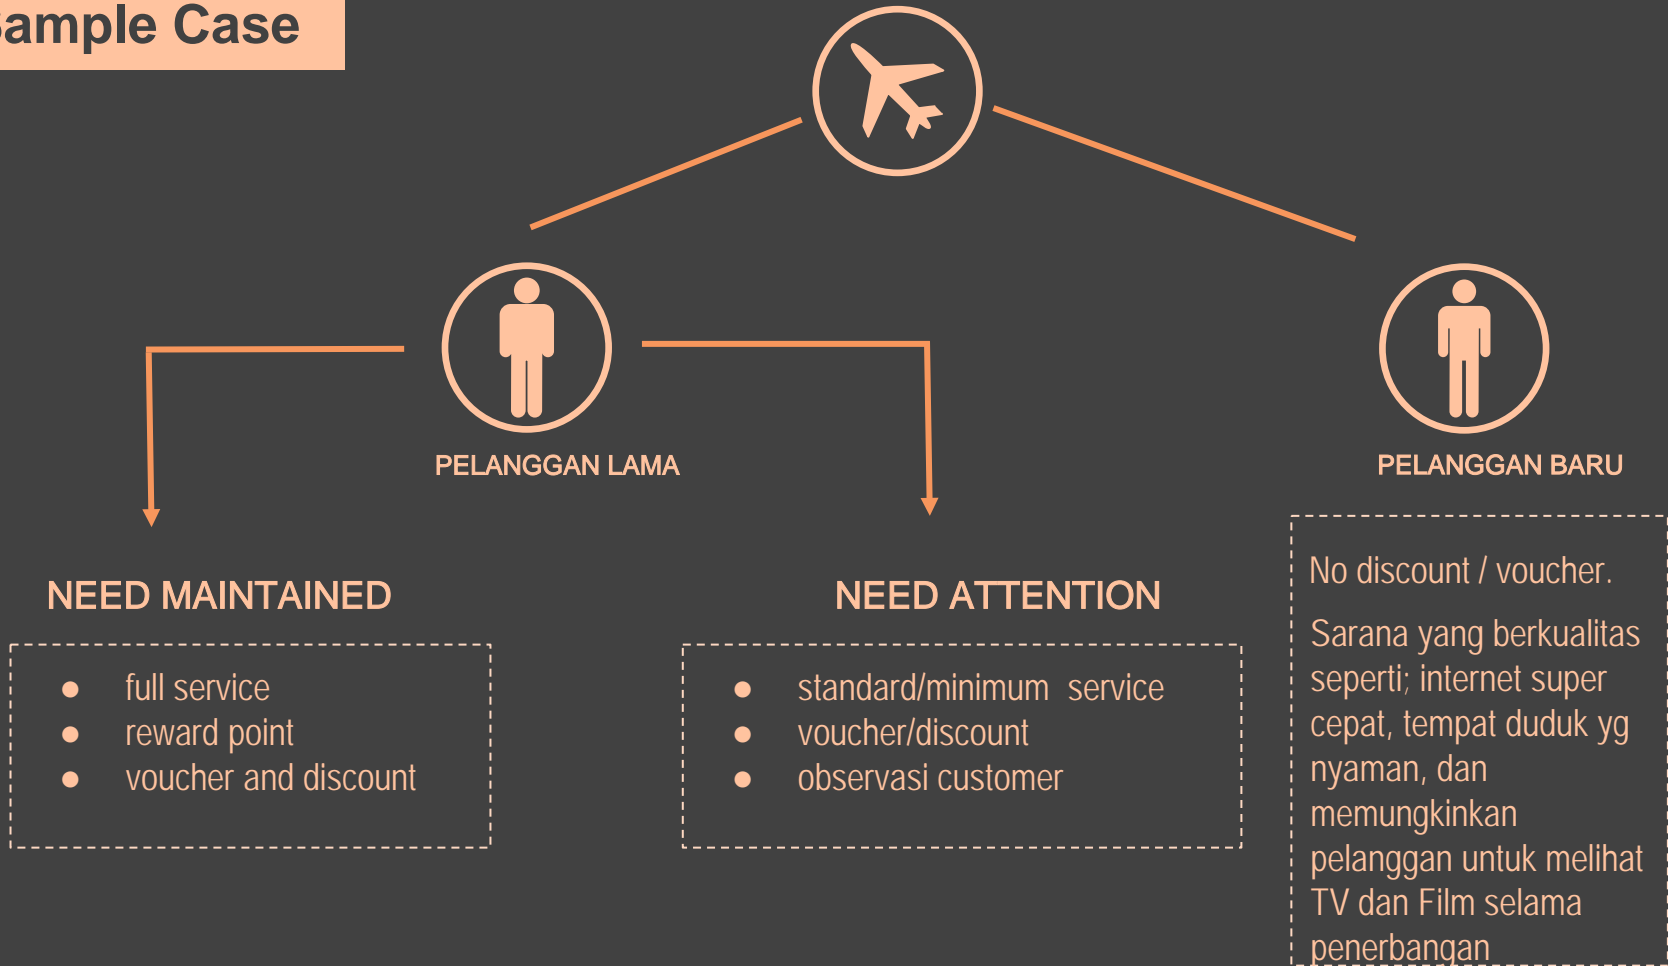 Sample Case
PELANGGAN LAMA
PELANGGAN BARU
NEED MAINTAINED
● full service
● reward point
● voucher and discount
NEED ATTENTION
● standard/minimum service
● voucher/discount
● observasi customer
No discount / voucher.
Sarana yang berkualitas
seperti; internet super
cepat, tempat duduk yg
nyaman, dan
memungkinkan
pelanggan untuk melihat
TV dan Film selama
penerbangan